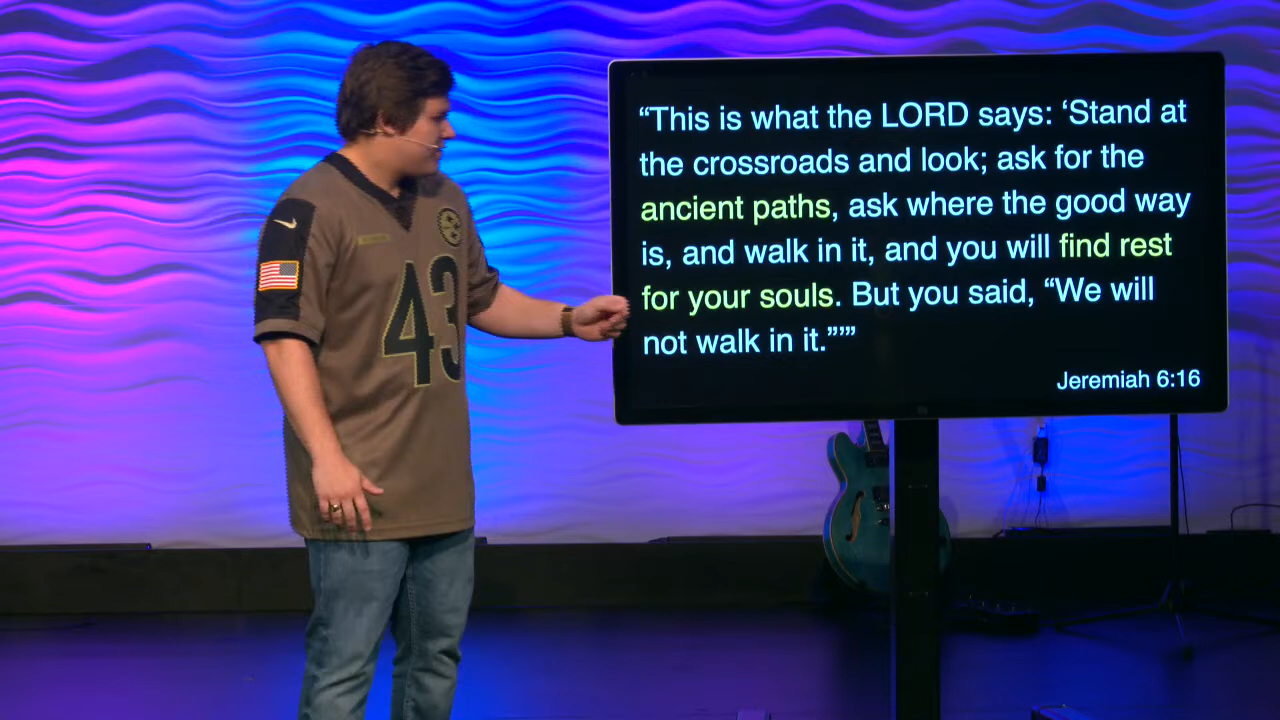 “This is what the LORD says: ‘Stand at
the crossroads and look; ask for the
ancient paths, ask where the good way
is, and walk in it, and you will find rest
for your souls. But you said, “We will
not walk in it.”’”
Jeremiah 6:16
43